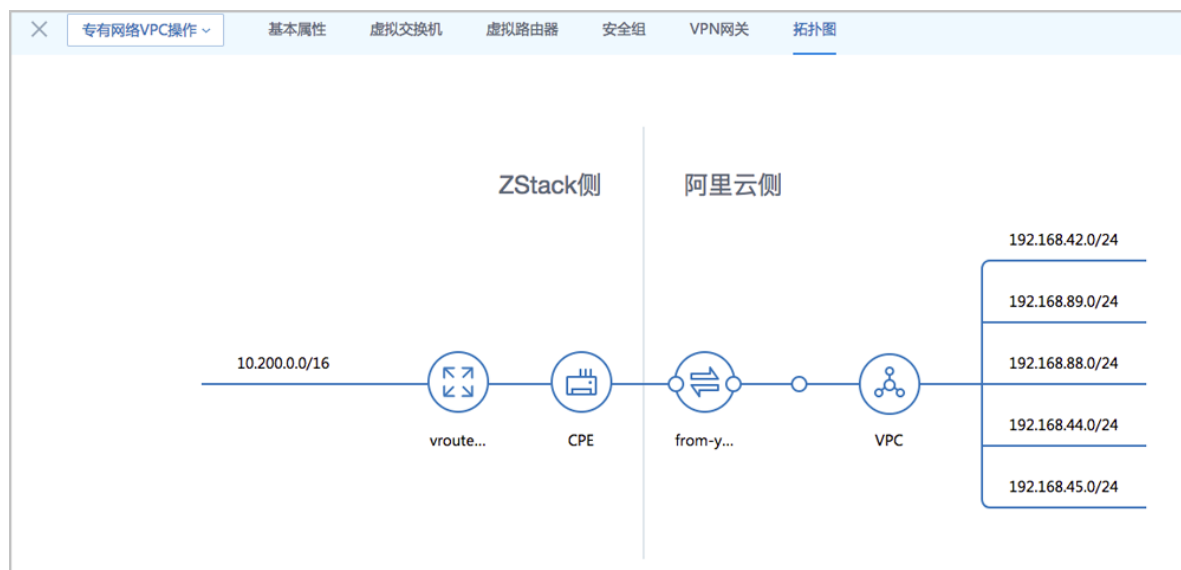 专有网络VPC操作 基本属性 虚拟交换机 虚拟路由器 安全组 VPN网关 拓扑图
ZStack侧 阿里云侧
192.168.42.0/24
192.168.89.0/24
10.200.0.0/16 192.168.88.0/24
192.168.44.0/24
vroute... CPE from-y... VPC
192.168.45.0/24